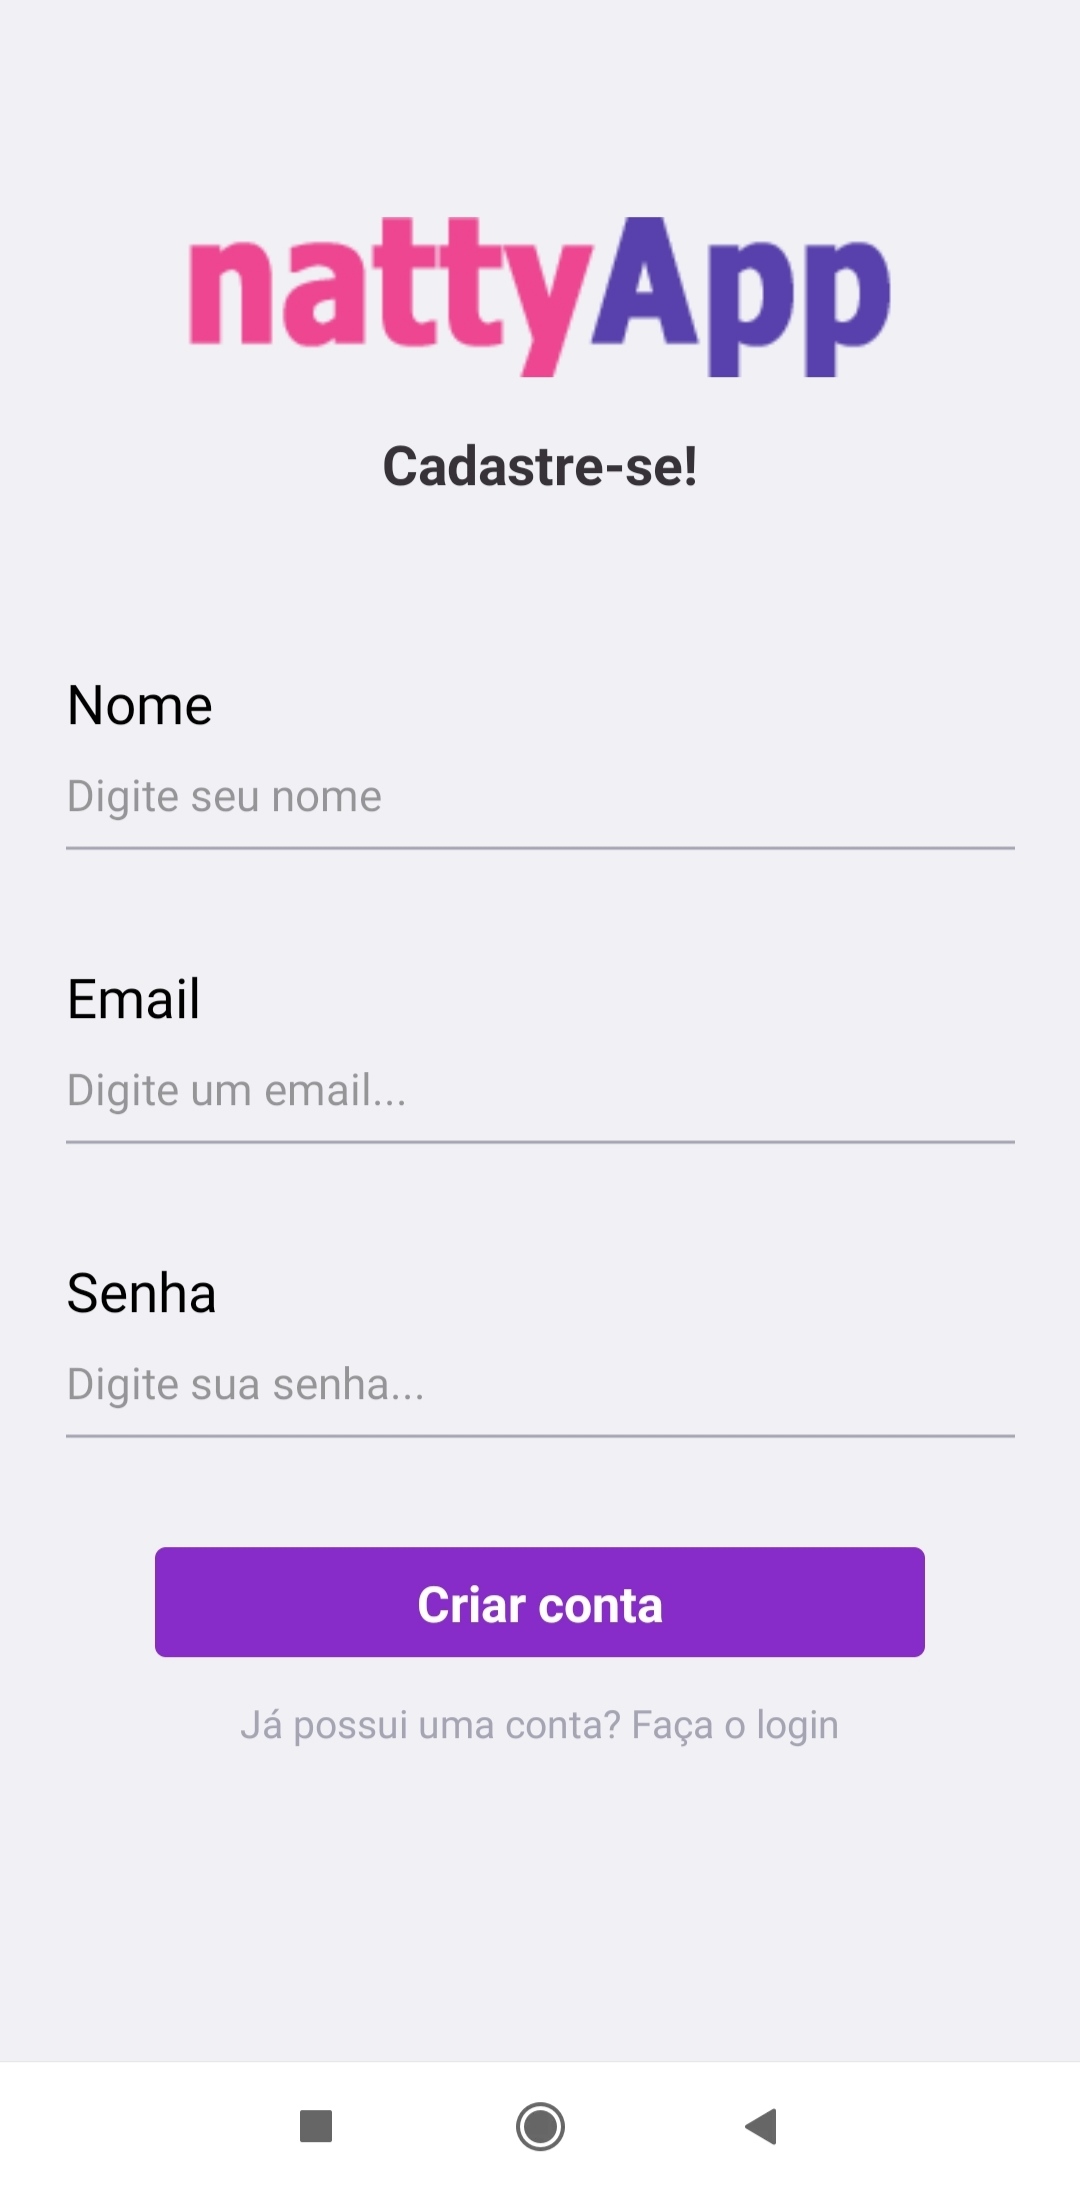 nattyApp
Cadastre-se!
Nome
Digite seu nome
Email
Digite um email...
Senha
Digite sua senha...
Criar conta
Já possui uma conta? Faça o login